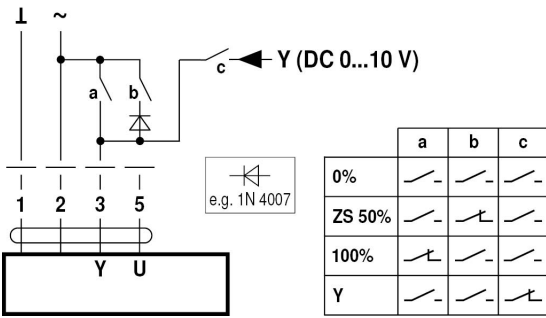 ⊥ ~
Y (DC 0...10 V)
a b c
1 2 3 5
Y U
e.g. 1N 4007
a b c
0%
ZS 50%
100%
Y